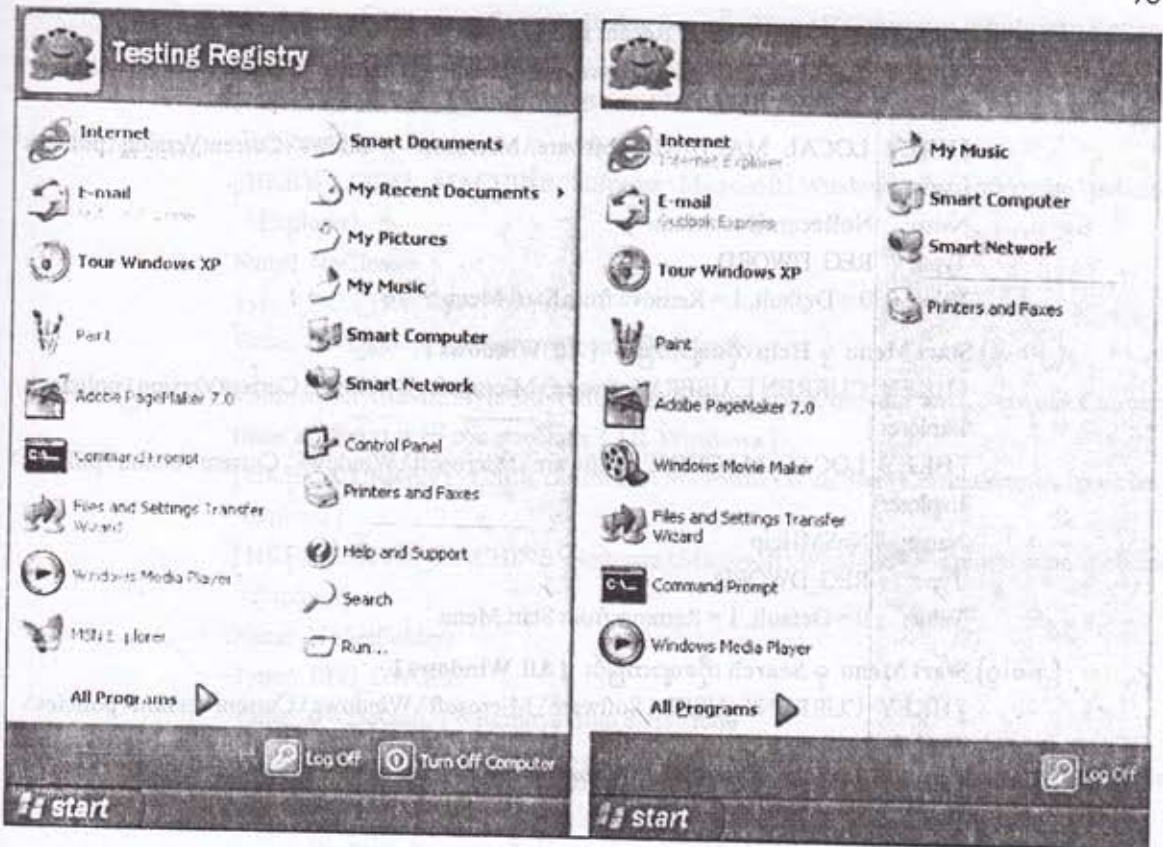 Testing Registry
Internet
E-mail
Tour Windows XP
Paint
Adobe PageMaker 7.0
Command Prompt
Files and Settings Transfer
Wizard
Windows Media Player
MSN Explorer
All Programs
Smart Documents
My Recent Documents
My Pictures
My Music
Smart Computer
Smart Network
Control Panel
Printers and Faxes
Help and Support
Search
Run...
Log Off
Turn Off Computer
start
Internet
Internet Explorer
E-mail
Outlook Express
Tour Windows XP
Paint
Adobe PageMaker 7.0
Windows Movie Maker
Files and Settings Transfer
Wizard
Command Prompt
Windows Media Player
All Programs
My Music
Smart Computer
Smart Network
Printers and Faxes
Log Off
start